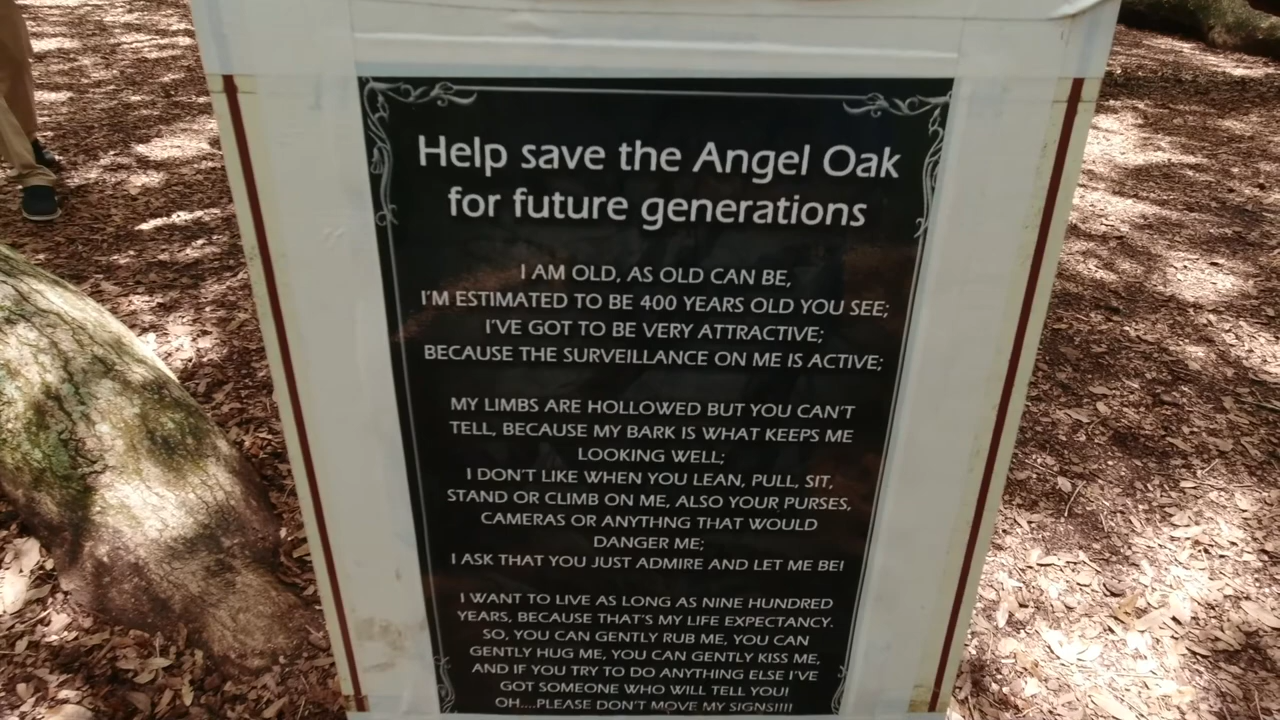 Help save the Angel Oak
for future generations
I AM OLD, AS OLD CAN BE,
I'M ESTIMATED TO BE 400 YEARS OLD YOU SEE;
I'VE GOT TO BE VERY ATTRACTIVE;
BECAUSE THE SURVEILLANCE ON ME IS ACTIVE;
MY LIMBS ARE HOLLOWED BUT YOU CAN'T
TELL, BECAUSE MY BARK IS WHAT KEEPS ME
LOOKING WELL;
I DON'T LIKE WHEN YOU LEAN, PULL, SIT,
STAND OR CLIMB ON ME, ALSO YOUR PURSES,
CAMERAS OR ANYTHNG THAT WOULD
DANGER ME;
I ASK THAT YOU JUST ADMIRE AND LET ME BE!
I WANT TO LIVE AS LONG AS NINE HUNDRED
YEARS, BECAUSE THAT'S MY LIFE EXPECTANCY.
SO, YOU CAN GENTLY RUB ME, YOU CAN
GENTLY HUG ME, YOU CAN GENTLY KISS ME,
AND IF YOU TRY TO DO ANYTHING ELSE I'VE
GOT SOMEONE WHO WILL TELL YOU!
OH....PLEASE DON'T MOVE MY SIGNS!!!!